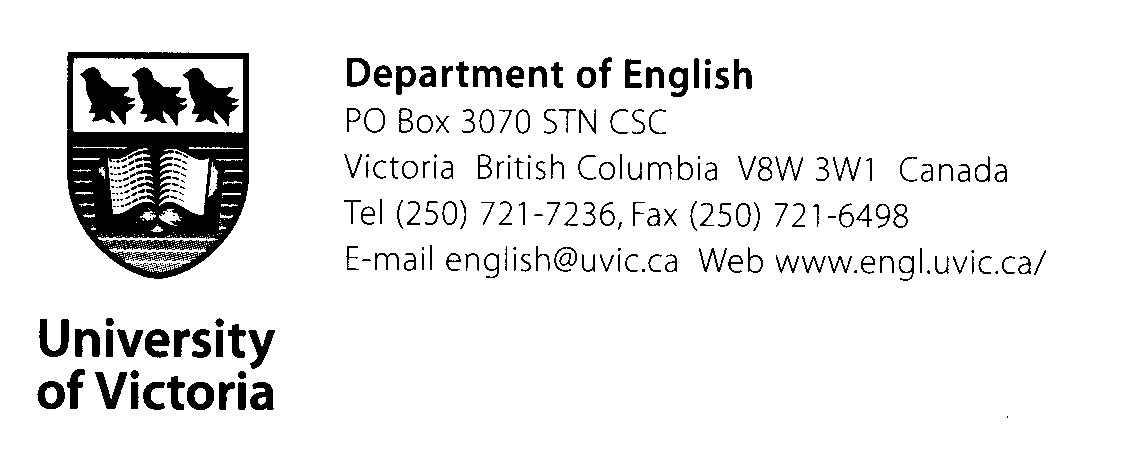 Department of English
PO Box 3070 STN CSC
Victoria British Columbia V8W 3W1 Canada
Tel (250) 721-7236, Fax (250) 721-6498
E-mail english@uvic.ca Web www.engl.uvic.ca/
University
of Victoria